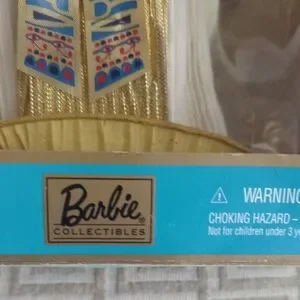 Barbie®
COLLECTIBLES
⚠ WARNING
CHOKING HAZARD –
Not for children under 3